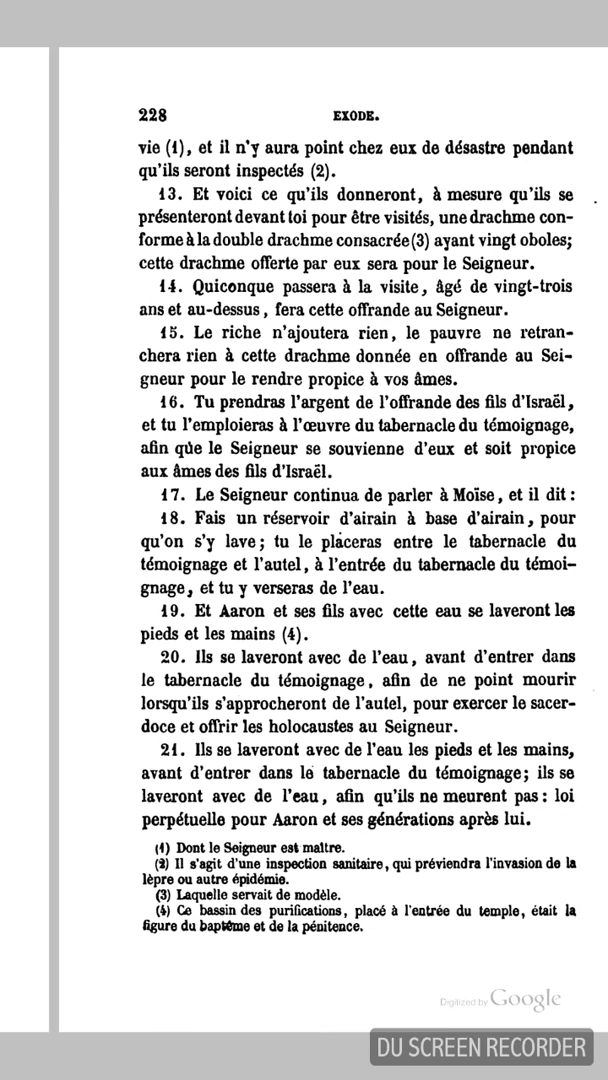 228
EXODE.
vie (1), et il n'y aura point chez eux de désastre pendant
qu'ils seront inspectés (2).
13. Et voici ce qu'ils donneront, à mesure qu'ils se
présenteront devant toi pour être visités, une drachme con-
forme à la double drachme consacrée (3) ayant vingt oboles;
cette drachme offerte par eux sera pour le Seigneur.
14. Quiconque passera à la visite, âgé de vingt-trois
ans et au-dessus, fera cette offrande au Seigneur.
15. Le riche n'ajoutera rien, le pauvre ne retran-
chera rien à cette drachme donnée en offrande au Sei-
gneur pour le rendre propice à vos âmes.
16. Tu prendras l'argent de l'offrande des fils d'Israël,
et tu l'emploieras à l'œuvre du tabernacle du témoignage,
afin que le Seigneur se souvienne d'eux et soit propice
aux âmes des fils d'Israël.
17. Le Seigneur continua de parler à Moïse, et il dit :
18. Fais un réservoir d'airain à base d'airain, pour
qu'on s'y lave; tu le placeras entre le tabernacle du
témoignage et l'autel, à l'entrée du tabernacle du témoi-
gnage, et tu y verseras de l'eau.
19. Et Aaron et ses fils avec cette eau se laveront les
pieds et les mains (4).
20. Ils se laveront avec de l'eau, avant d'entrer dans
le tabernacle du témoignage, afin de ne point mourir
lorsqu'ils s'approcheront de l'autel, pour exercer le sacer-
doce et offrir les holocaustes au Seigneur.
21. Ils se laveront avec de l'eau les pieds et les mains,
avant d'entrer dans le tabernacle du témoignage; ils se
laveront avec de l'eau, afin qu'ils ne meurent pas : loi
perpétuelle pour Aaron et ses générations après lui.
(1) Dont le Seigneur est maître.
(2) Il s'agit d'une inspection sanitaire, qui préviendra l'invasion de la
lèpre ou autre épidémie.
(3) Laquelle servait de modèle.
(4) Ce bassin des purifications, placé à l'entrée du temple, était la
figure du baptême et de la pénitence.
Digitized by Google
DU SCREEN RECORDER